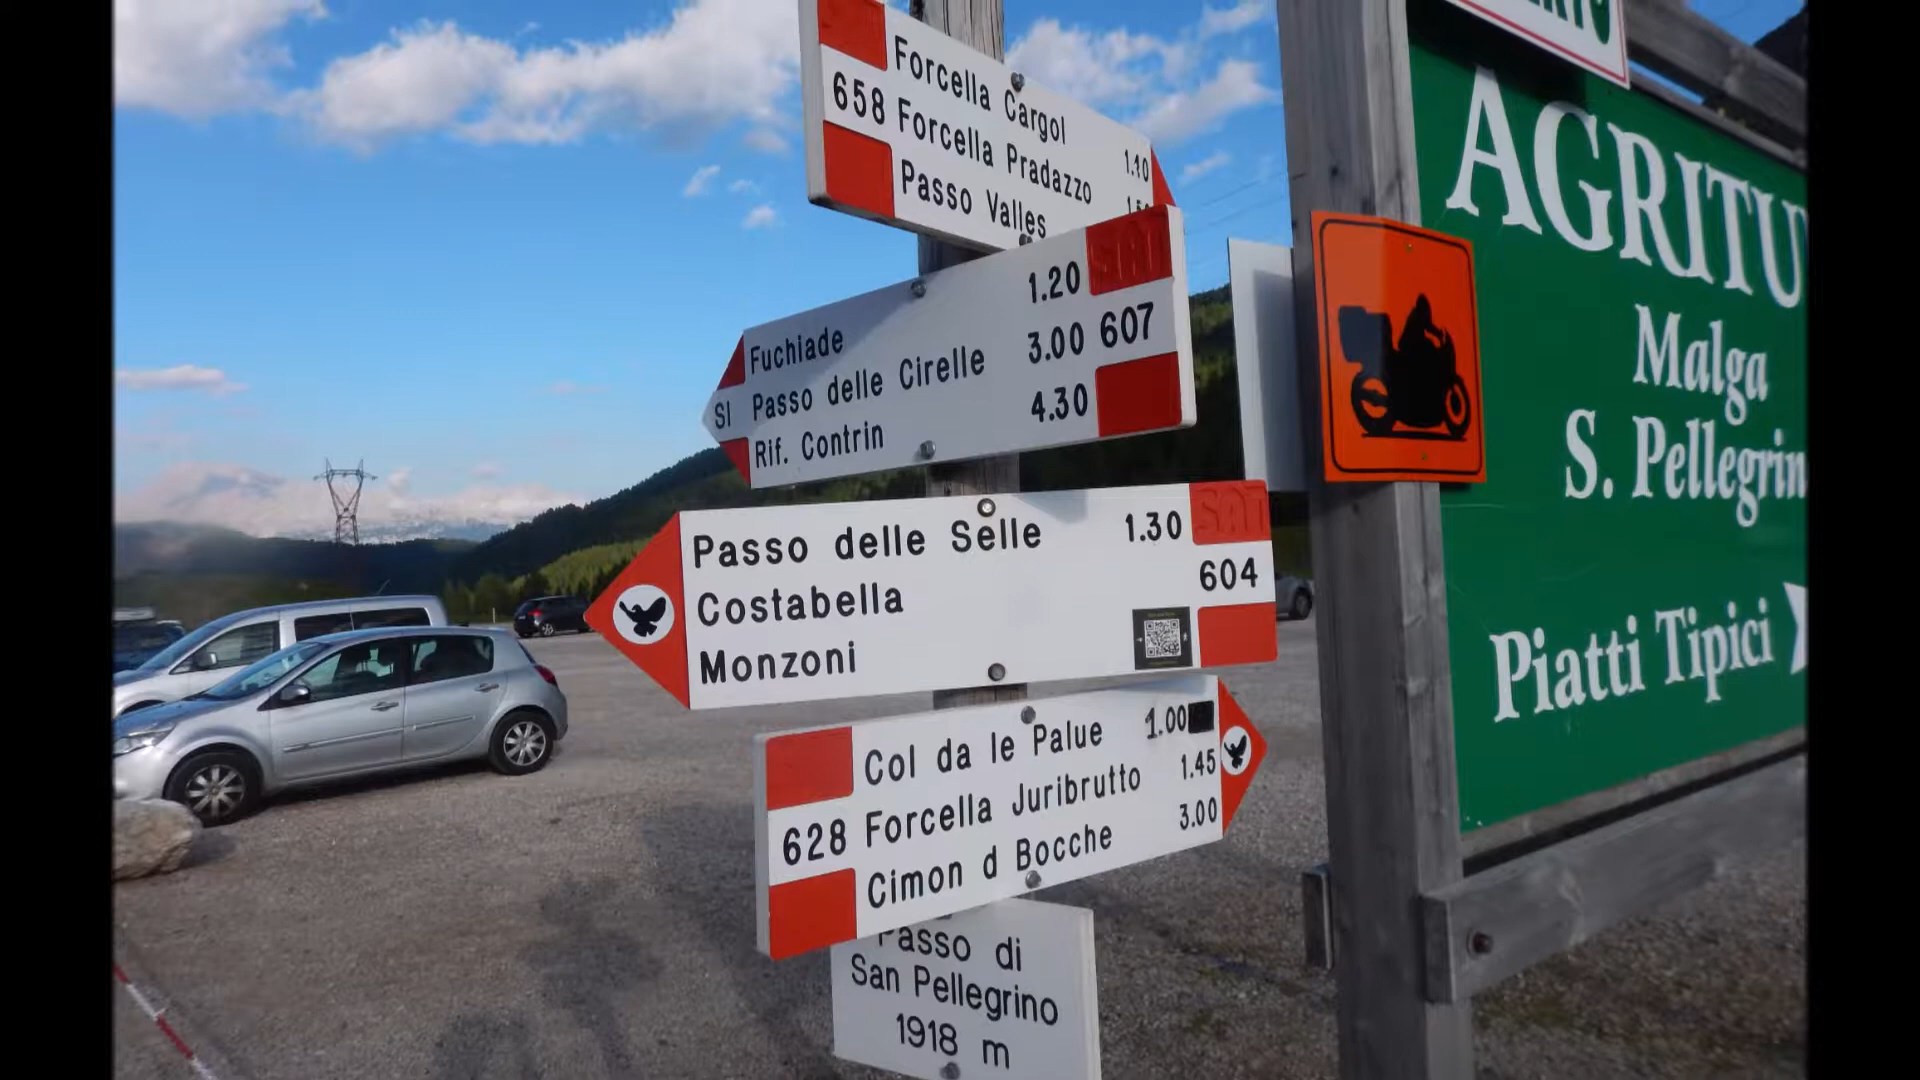 Forcella Cargol
658 Forcella Pradazzo 1.10
Passo Valles
SAT
Fuchiade 1.20
SI Passo delle Cirelle 3.00 607
Rif. Contrin 4.30
SAT
Passo delle Selle 1.30
Costabella 604
Monzoni
Col da le Palue 1.00
628 Forcella Juribrutto 1.45
Cimon d Bocche 3.00
Passo di
San Pellegrino
1918 m
AGRITU
Malga
S. Pellegrin
Piatti Tipici